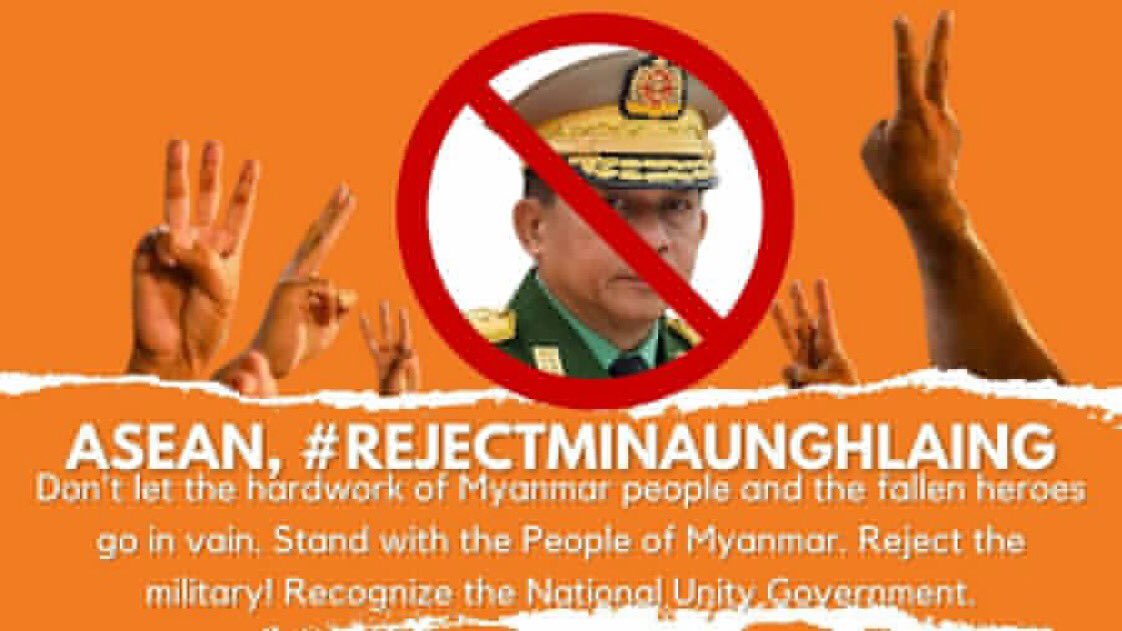 ASEAN, #REJECTMINAUNGHLAING
Don't let the hardwork of Myanmar people and the fallen heroes
go in vain. Stand with the People of Myanmar. Reject the
military! Recognize the National Unity Government.